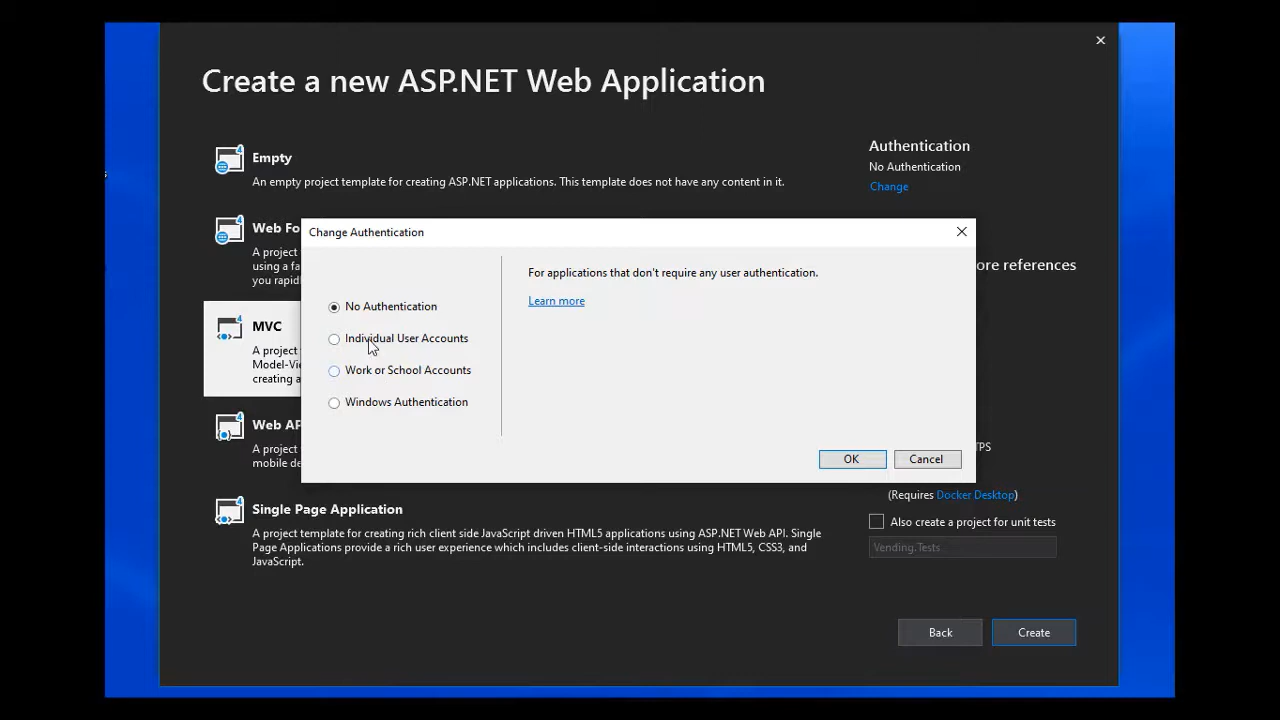 Create a new ASP.NET Web Application
Empty
An empty project template for creating ASP.NET applications. This template does not have any content in it.
Web Fo
A project
using a fa
you rapidl
MVC
A project
Model-Vi
creating a
Web AP
A project
mobile de
Single Page Application
A project template for creating rich client side JavaScript driven HTML5 applications using ASP.NET Web API. Single
Page Applications provide a rich user experience which includes client-side interactions using HTML5, CSS3, and
JavaScript.
Authentication
No Authentication
Change
ore references
TPS
(Requires Docker Desktop)
Also create a project for unit tests
Vending.Tests
Back
Create
Change Authentication
No Authentication
Individual User Accounts
Work or School Accounts
Windows Authentication
For applications that don't require any user authentication.
Learn more
OK
Cancel